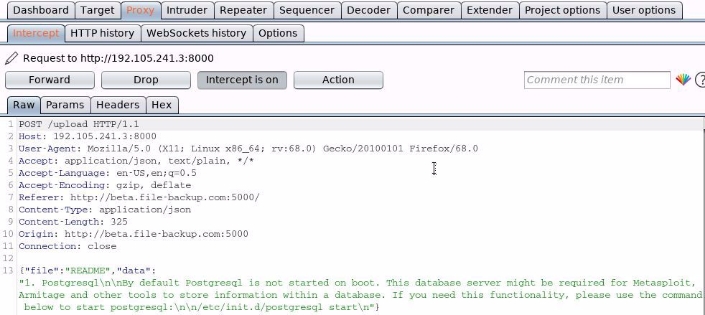 Dashboard Target Proxy Intruder Repeater Sequencer Decoder Comparer Extender Project options User options
Intercept HTTP history WebSockets history Options
Request to http://192.105.241.3:8000
Forward Drop Intercept is on Action Comment this item ?
Raw Params Headers Hex
1 POST /upload HTTP/1.1
2 Host: 192.105.241.3:8000
3 User-Agent: Mozilla/5.0 (X11; Linux x86_64; rv:68.0) Gecko/20100101 Firefox/68.0
4 Accept: application/json, text/plain, */*
5 Accept-Language: en-US,en;q=0.5
6 Accept-Encoding: gzip, deflate
7 Referer: http://beta.file-backup.com:5000/
8 Content-Type: application/json
9 Content-Length: 325
10 Origin: http://beta.file-backup.com:5000
11 Connection: close
12
13 {"file":"README","data":
"1. Postgresql\n\nBy default Postgresql is not started on boot. This database server might be required for Metasploit,
Armitage and other tools to store information within a database. If you need this functionality, please use the command
below to start postgresql:\n\n/etc/init.d/postgresql start\n"}